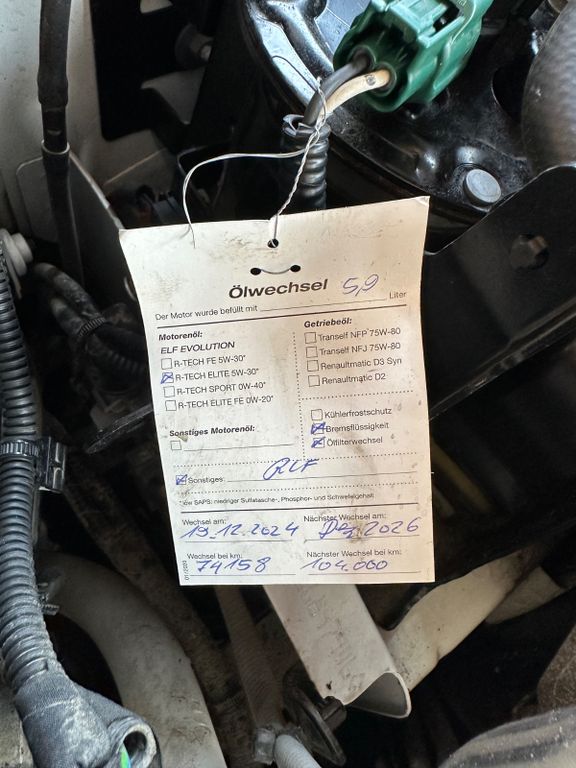 Ölwechsel
Der Motor wurde befüllt mit 5,9 Liter
Motorenöl:
ELF EVOLUTION
R-TECH FE 5W-30*
R-TECH ELITE 5W-30*
R-TECH SPORT 0W-40*
R-TECH ELITE FE 0W-20*
Sonstiges Motorenöl:
Getriebeöl:
Tranself NFP 75W-80
Tranself NFJ 75W-80
Renaultmatic D3 Syn
Renaultmatic D2
Kühlerfrostschutz
Bremsflüssigkeit
Ölfilterwechsel
Sonstiges: RLF
*low SAPS: niedriger Sulfatasche-, Phosphor- und Schwefelgehalt
Wechsel am: 19.12.2024 Nächster Wechsel am: Dez 2026
Wechsel bei km: 74158 Nächster Wechsel bei km: 104.000